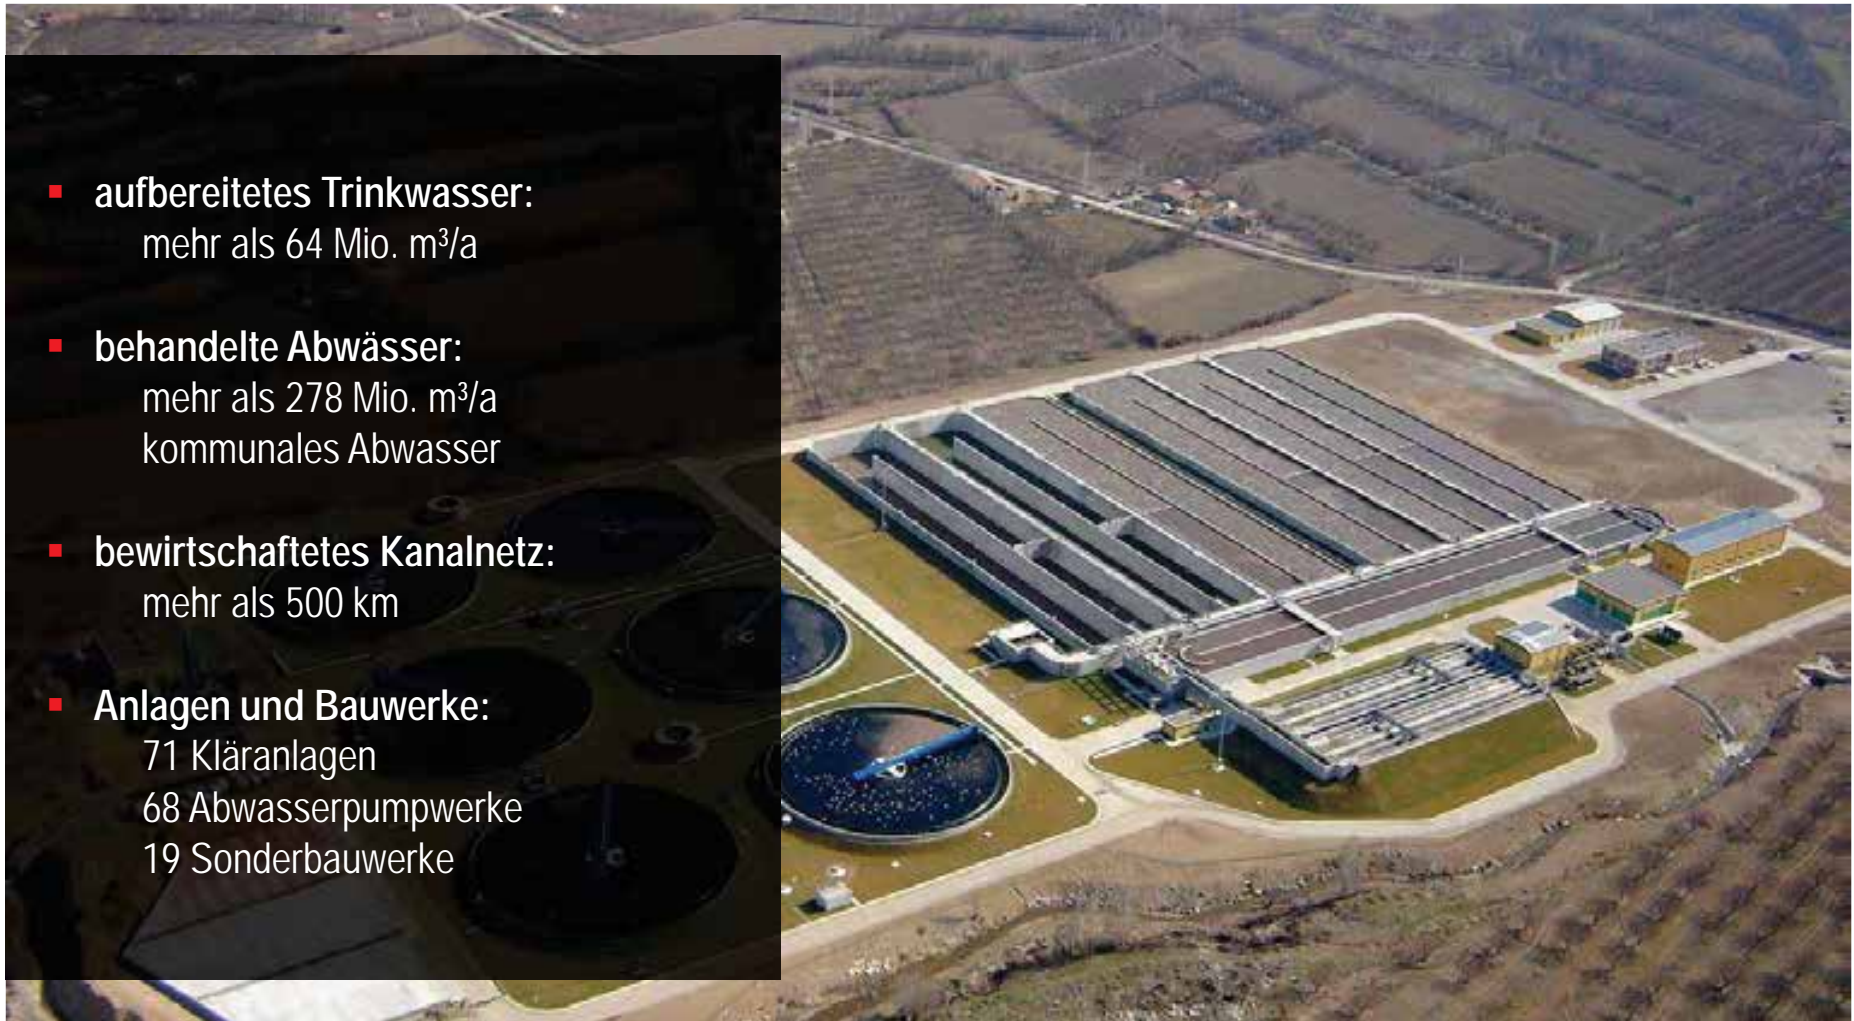 aufbereitetes Trinkwasser:
mehr als 64 Mio. m³/a
behandelte Abwässer:
mehr als 278 Mio. m³/a
kommunales Abwasser
bewirtschaftetes Kanalnetz:
mehr als 500 km
Anlagen und Bauwerke:
71 Kläranlagen
68 Abwasserpumpwerke
19 Sonderbauwerke